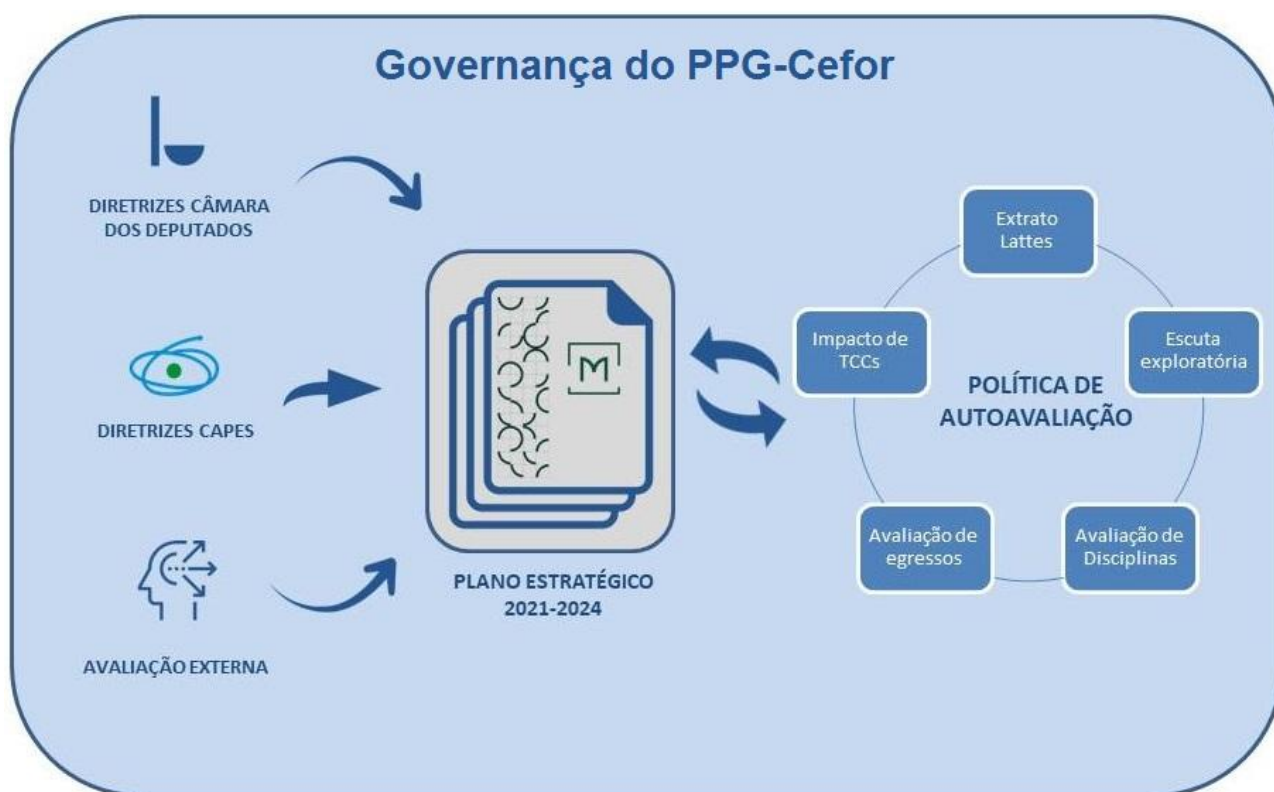 Governança do PPG-Cefor
DIRETRIZES CÂMARA
DOS DEPUTADOS
DIRETRIZES CAPES
AVALIAÇÃO EXTERNA
M
PLANO ESTRATÉGICO
2021-2024
Extrato
Lattes
Impacto de
TCCs
Escuta
exploratória
POLÍTICA DE
AUTOAVALIAÇÃO
Avaliação de
egressos
Avaliação de
Disciplinas